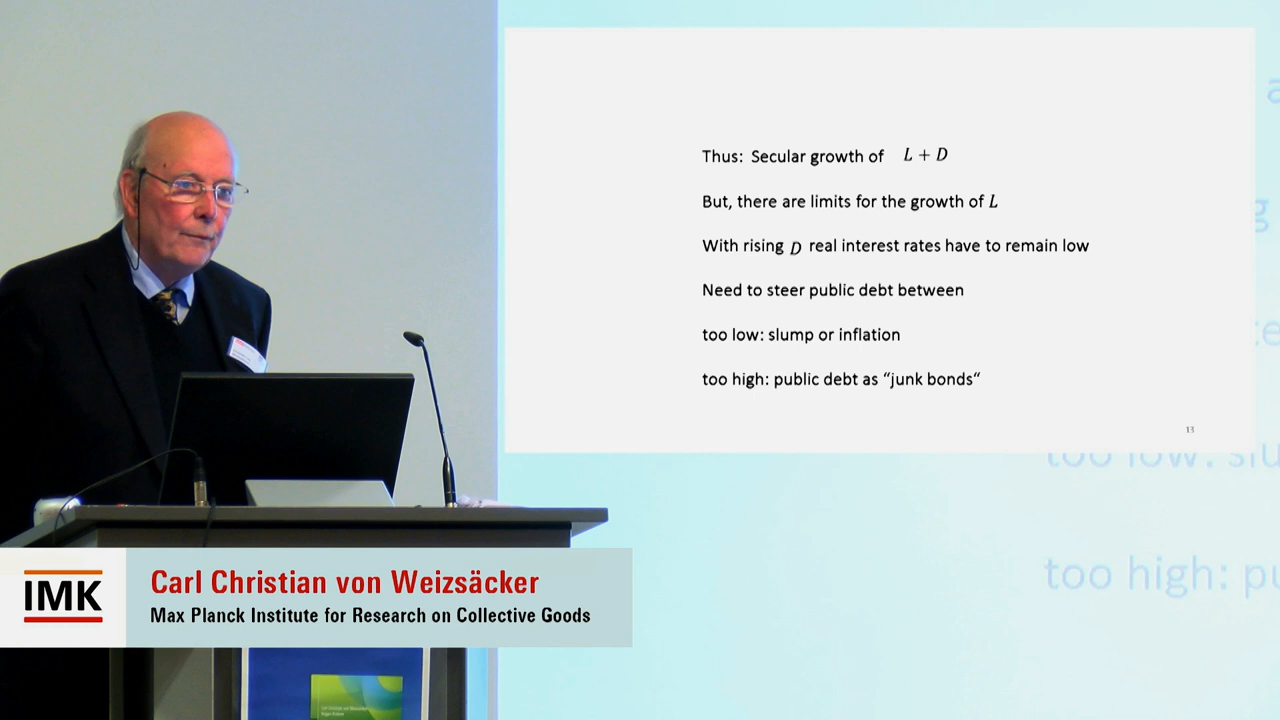 Thus: Secular growth of L + D
But, there are limits for the growth of L
With rising D real interest rates have to remain low
Need to steer public debt between
too low: slump or inflation
too high: public debt as “junk bonds“
13
too low: slu
too high: pu
IMK
Carl Christian von Weizsäcker
Max Planck Institute for Research on Collective Goods